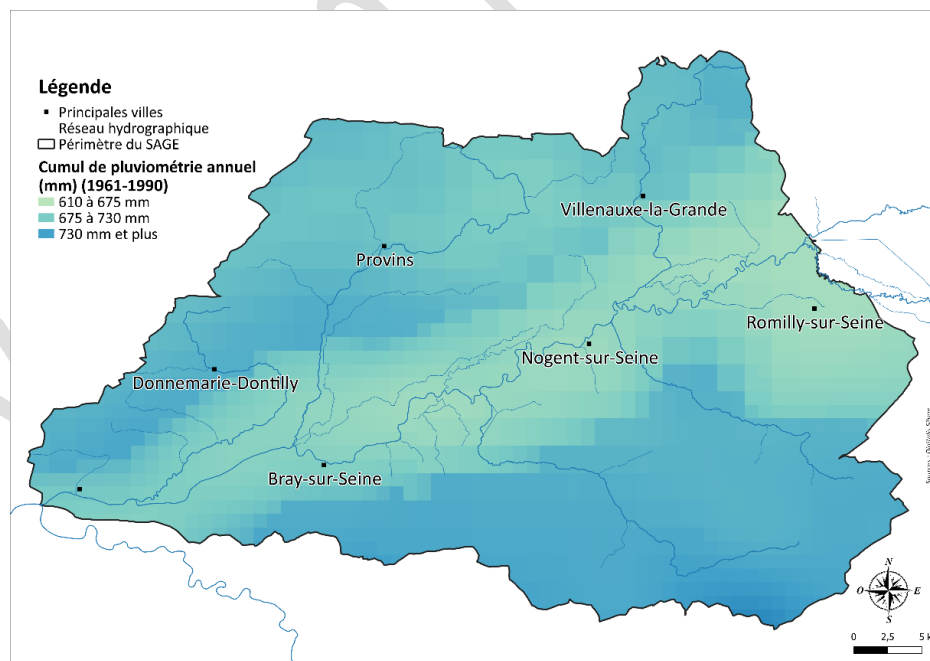 Légende
Principales villes
Réseau hydrographique
Périmètre du SAGE
Cumul de pluviométrie annuel
(mm) (1961-1990)
610 à 675 mm
675 à 730 mm
730 mm et plus
Villenauxe-la-Grande
Provins
Romilly-sur-Seine
Nogent-sur-Seine
Donnemarie-Dontilly
Bray-sur-Seine
N
O
E
S
0 2,5 5 k